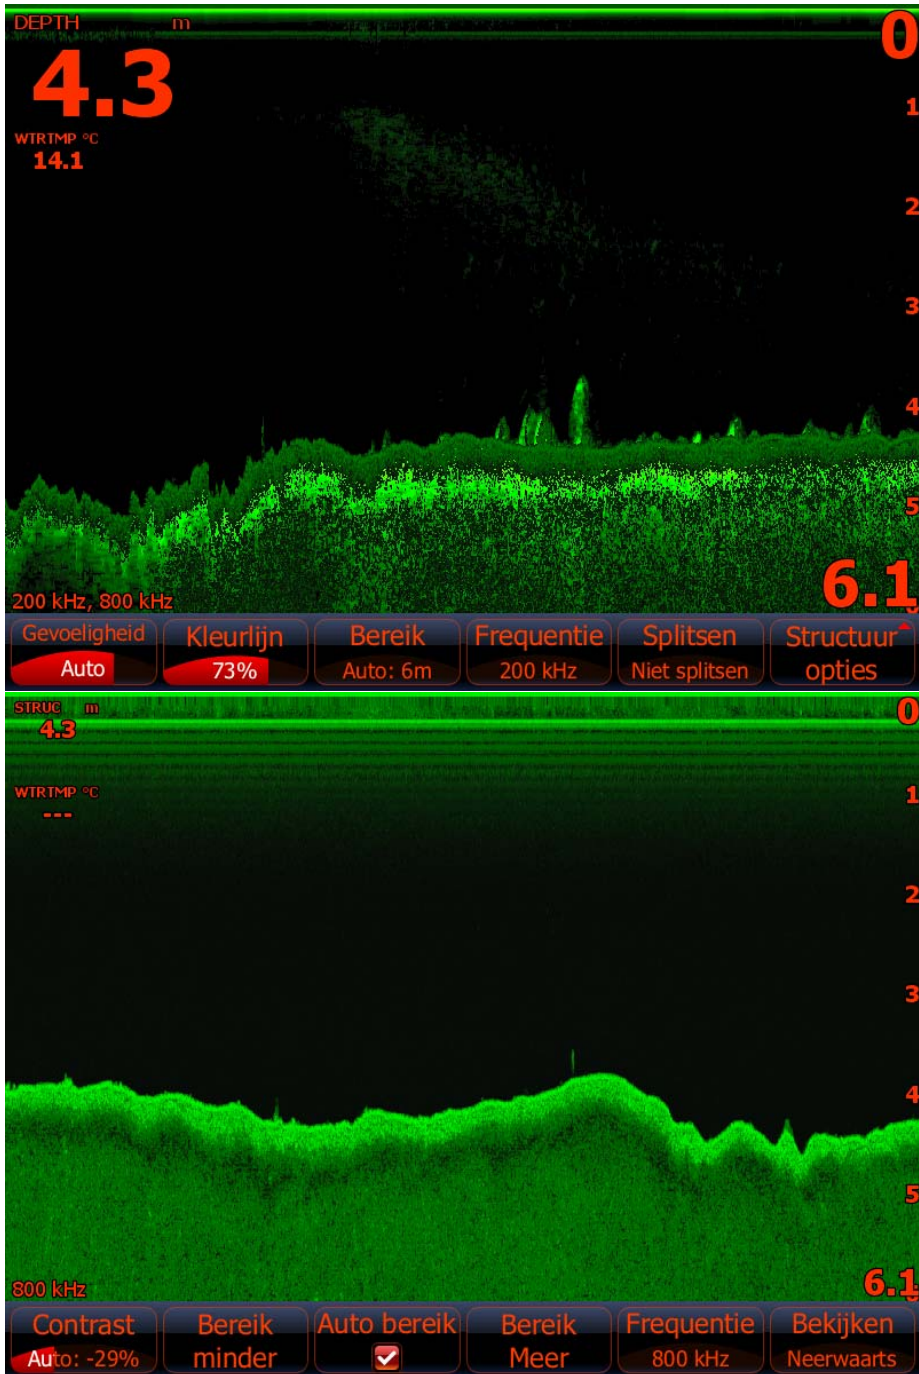 DEPTH m
4.3
WTRTMP °C
14.1
0
1
2
3
4
5
6.1
200 kHz, 800 kHz
Gevoeligheid
Auto
Kleurlijn
73%
Bereik
Auto: 6m
Frequentie
200 kHz
Splitsen
Niet splitsen
Structuur
opties
STRUC m
4.3
WTRTMP °C
---
0
1
2
3
4
5
6.1
800 kHz
Contrast
Auto: -29%
Bereik
minder
Auto bereik
Bereik
Meer
Frequentie
800 kHz
Bekijken
Neerwaarts